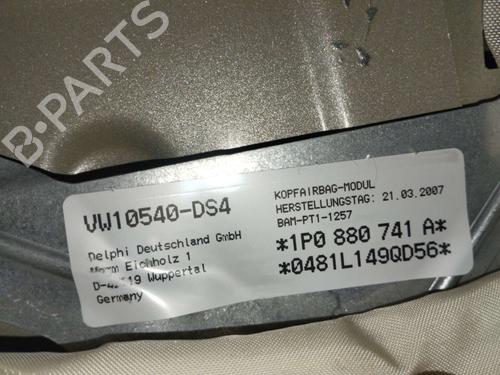 B-PARTS
VW10540-DS4
Delphi Deutschland GmbH
Eichholz 1
Wuppertal
Germany
KOPFAIRBAG-MODUL
HERSTELLUNGSTAG: 21.03.2007
BAM-PT1-1257
*1P0 880 741 A*
*0481L149QD56*